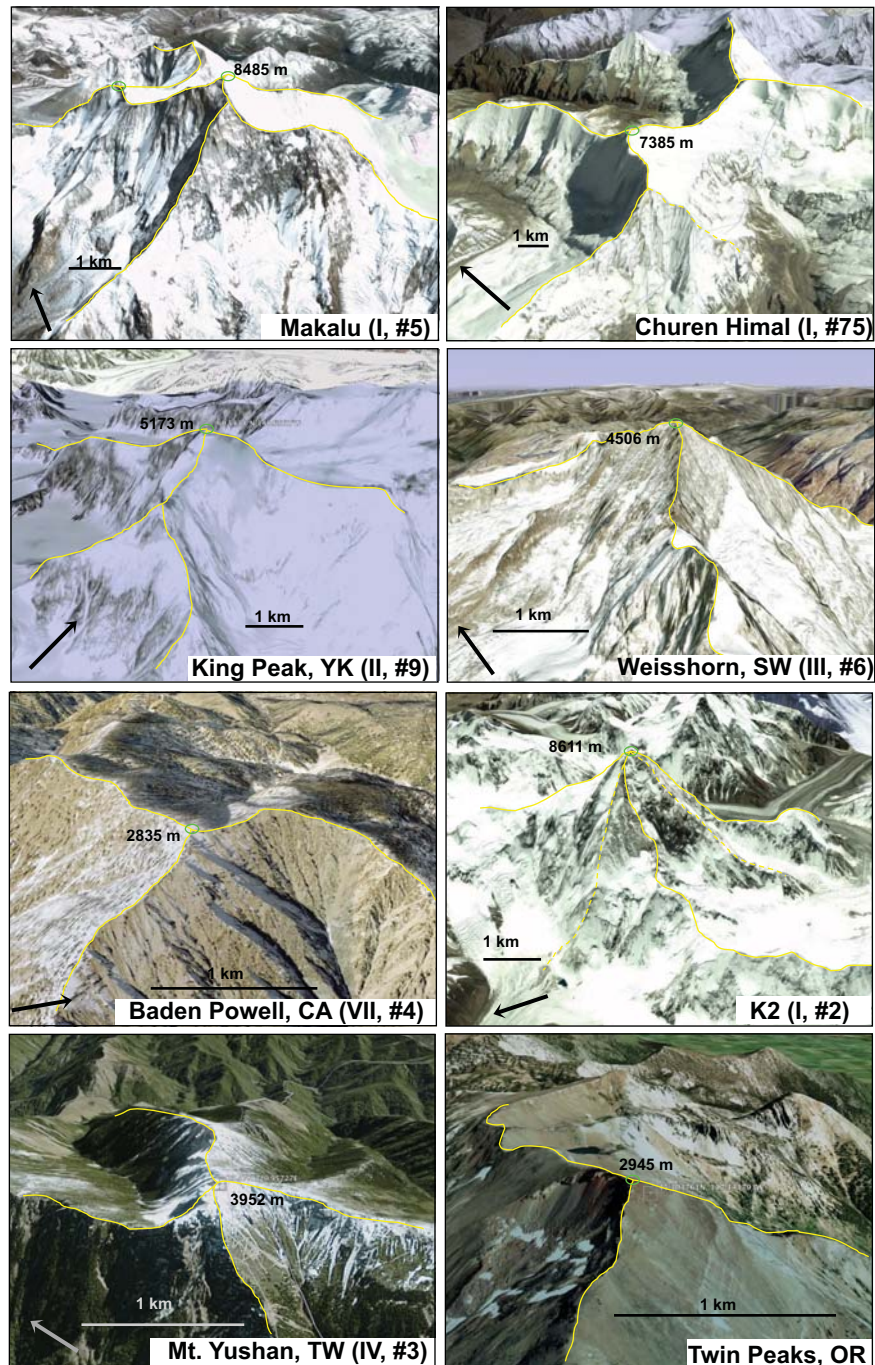 8485 m
1 km
Makalu (I, #5)
7385 m
1 km
Churen Himal (I, #75)
5173 m
1 km
King Peak, YK (II, #9)
4506 m
1 km
Weisshorn, SW (III, #6)
2835 m
1 km
Baden Powell, CA (VII, #4)
8611 m
1 km
K2 (I, #2)
3952 m
1 km
Mt. Yushan, TW (IV, #3)
2945 m
1 km
Twin Peaks, OR